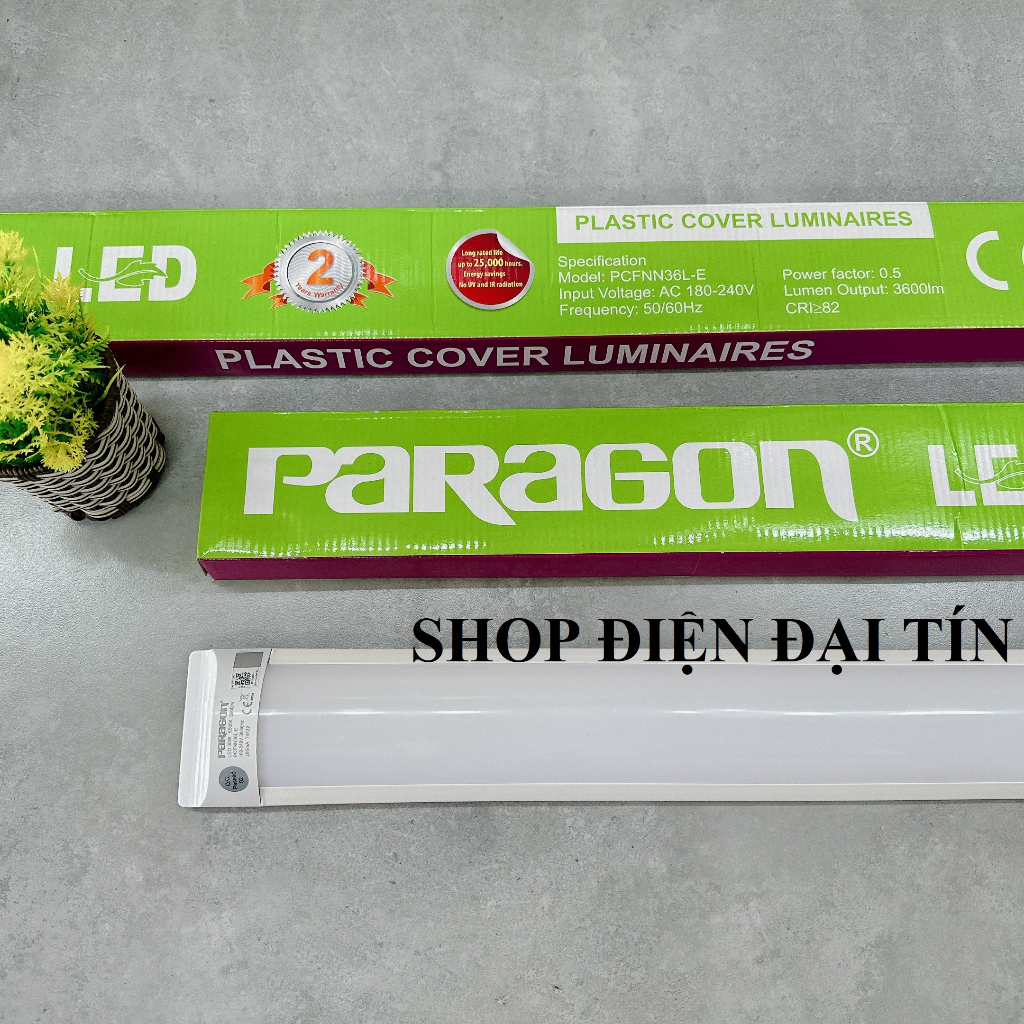 LED
2
Years Warranty
Long rated life
up to 25,000 hours.
Energy savings
No UV and IR radiation
PLASTIC COVER LUMINAIRES
Specification
Model: PCFNN36L-E
Input Voltage: AC 180-240V
Frequency: 50/60Hz
Power factor: 0.5
Lumen Output: 3600lm
CRI≥82
PLASTIC COVER LUMINAIRES
PARAGON®
LE
SHOP ĐIỆN ĐẠI TÍN
PARAGON
Q/C
Passed
02